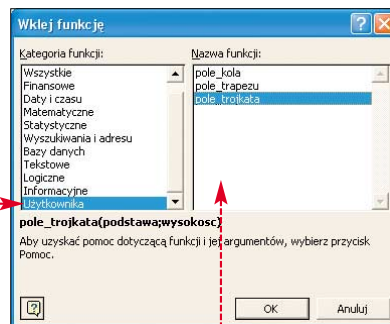 Wklej funkcję
Kategoria funkcji:
Nazwa funkcji:
Wszystkie
Finansowe
Daty i czasu
Matematyczne
Statystyczne
Wyszukiwania i adresu
Bazy danych
Tekstowe
Logiczne
Informacyjne
Użytkownika
pole_kola
pole_trapezu
pole_trojkata
pole_trojkata(podstawa;wysokosc)
Aby uzyskać pomoc dotyczącą funkcji i jej argumentów, wybierz przycisk
Pomoc.
OK
Anuluj